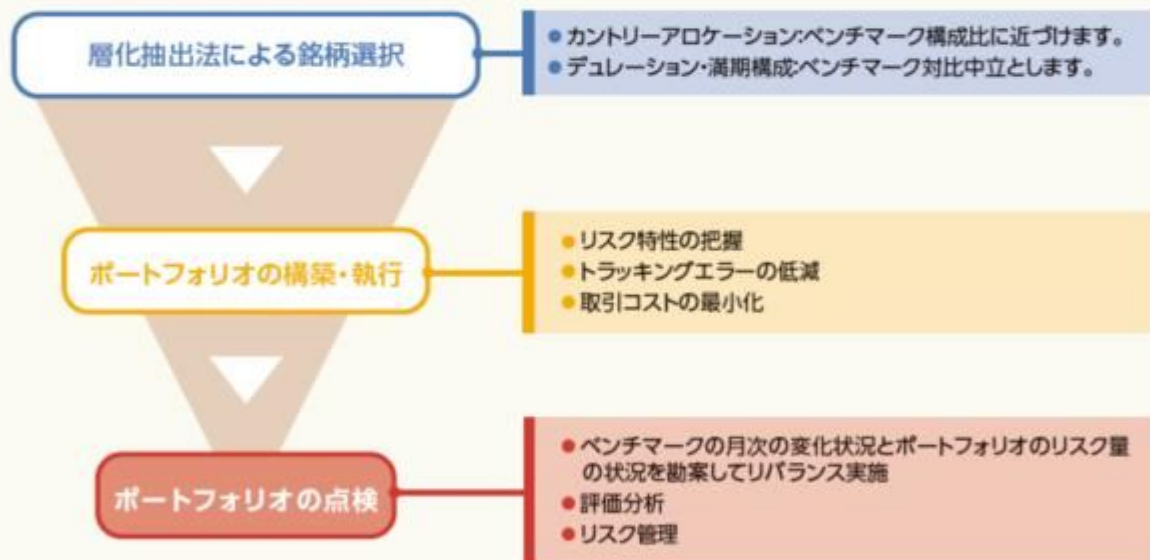 層化抽出法による銘柄選択
●カントリーアロケーション:ベンチマーク構成比に近づけます。
●デュレーション・満期構成:ベンチマーク対比中立とします。
ポートフォリオの構築・執行
●リスク特性の把握
●トラッキングエラーの低減
●取引コストの最小化
ポートフォリオの点検
●ベンチマークの月次の変化状況とポートフォリオのリスク量
の状況を勘案してリバランス実施
●評価分析
●リスク管理